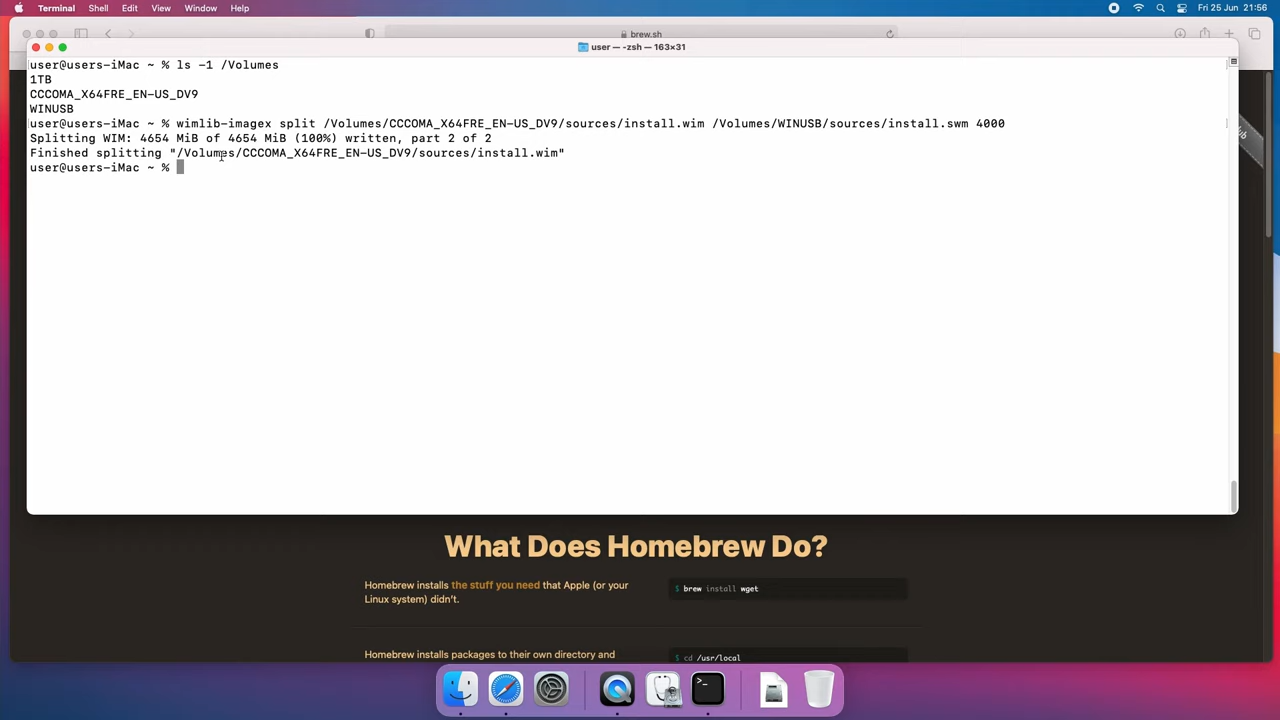 Terminal Shell Edit View Window Help Fri 25 Jun 21:56
brew.sh
user — -zsh — 163×31
user@users-iMac ~ % ls -1 /Volumes
1TB
CCCOMA_X64FRE_EN-US_DV9
WINUSB
user@users-iMac ~ % wimlib-imagex split /Volumes/CCCOMA_X64FRE_EN-US_DV9/sources/install.wim /Volumes/WINUSB/sources/install.swm 4000
Splitting WIM: 4654 MiB of 4654 MiB (100%) written, part 2 of 2
Finished splitting "/Volumes/CCCOMA_X64FRE_EN-US_DV9/sources/install.wim"
user@users-iMac ~ %
What Does Homebrew Do?
Homebrew installs the stuff you need that Apple (or your
Linux system) didn't.
$ brew install wget
Homebrew installs packages to their own directory and
$ cd /usr/local